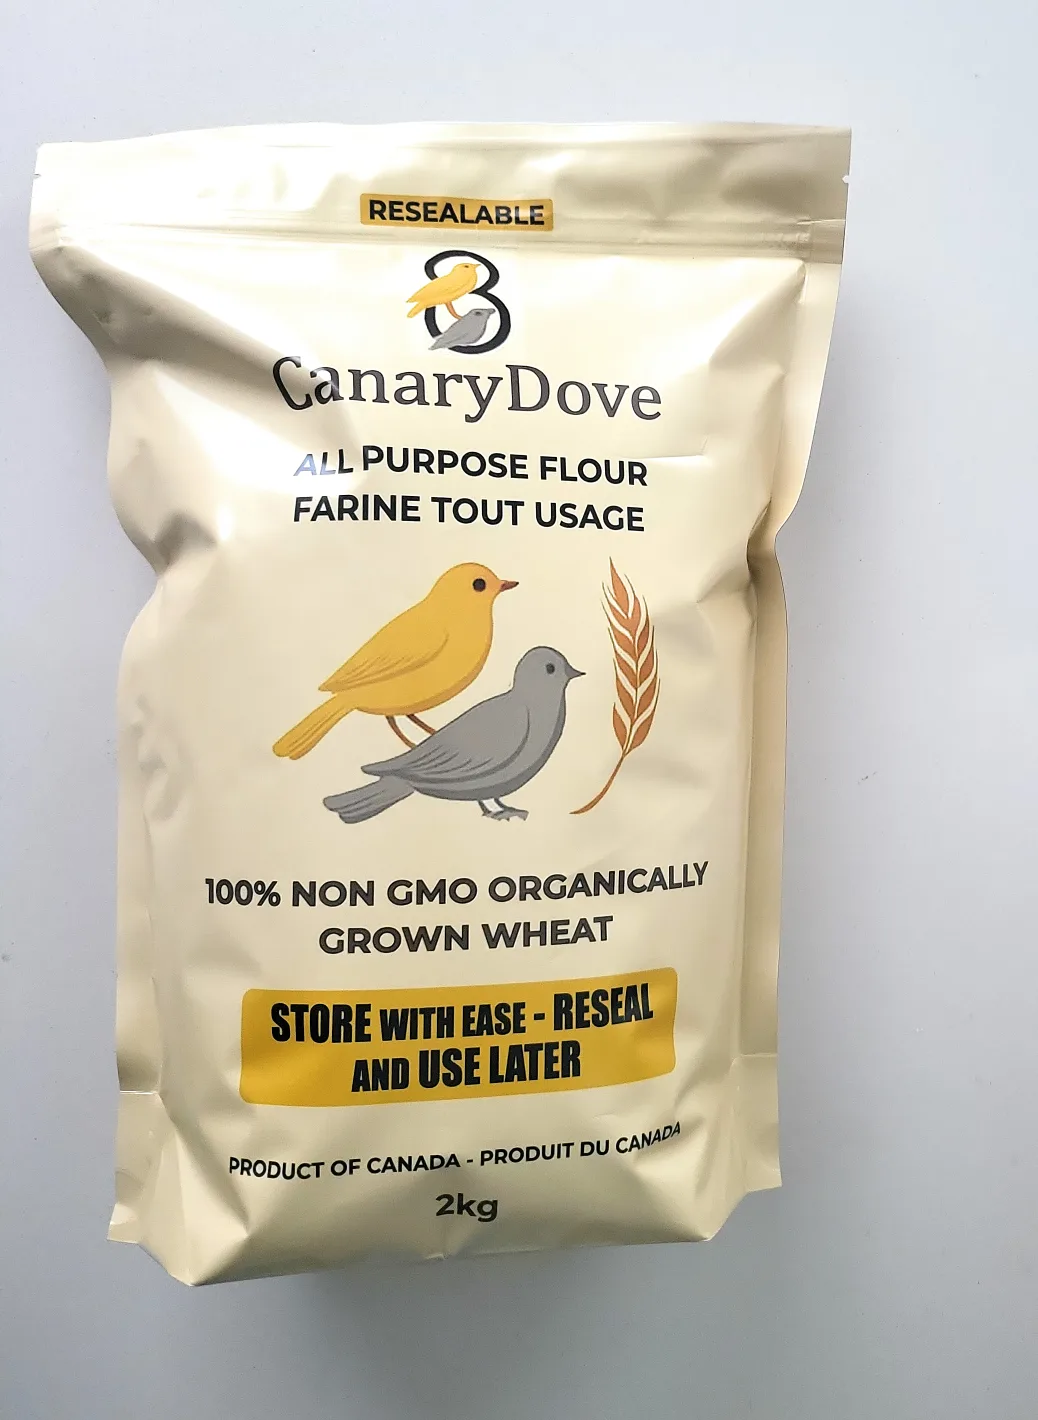 RESEALABLE
CanaryDove
ALL PURPOSE FLOUR
FARINE TOUT USAGE
100% NON GMO ORGANICALLY
GROWN WHEAT
STORE WITH EASE - RESEAL
AND USE LATER
PRODUCT OF CANADA - PRODUIT DU CANADA
2kg